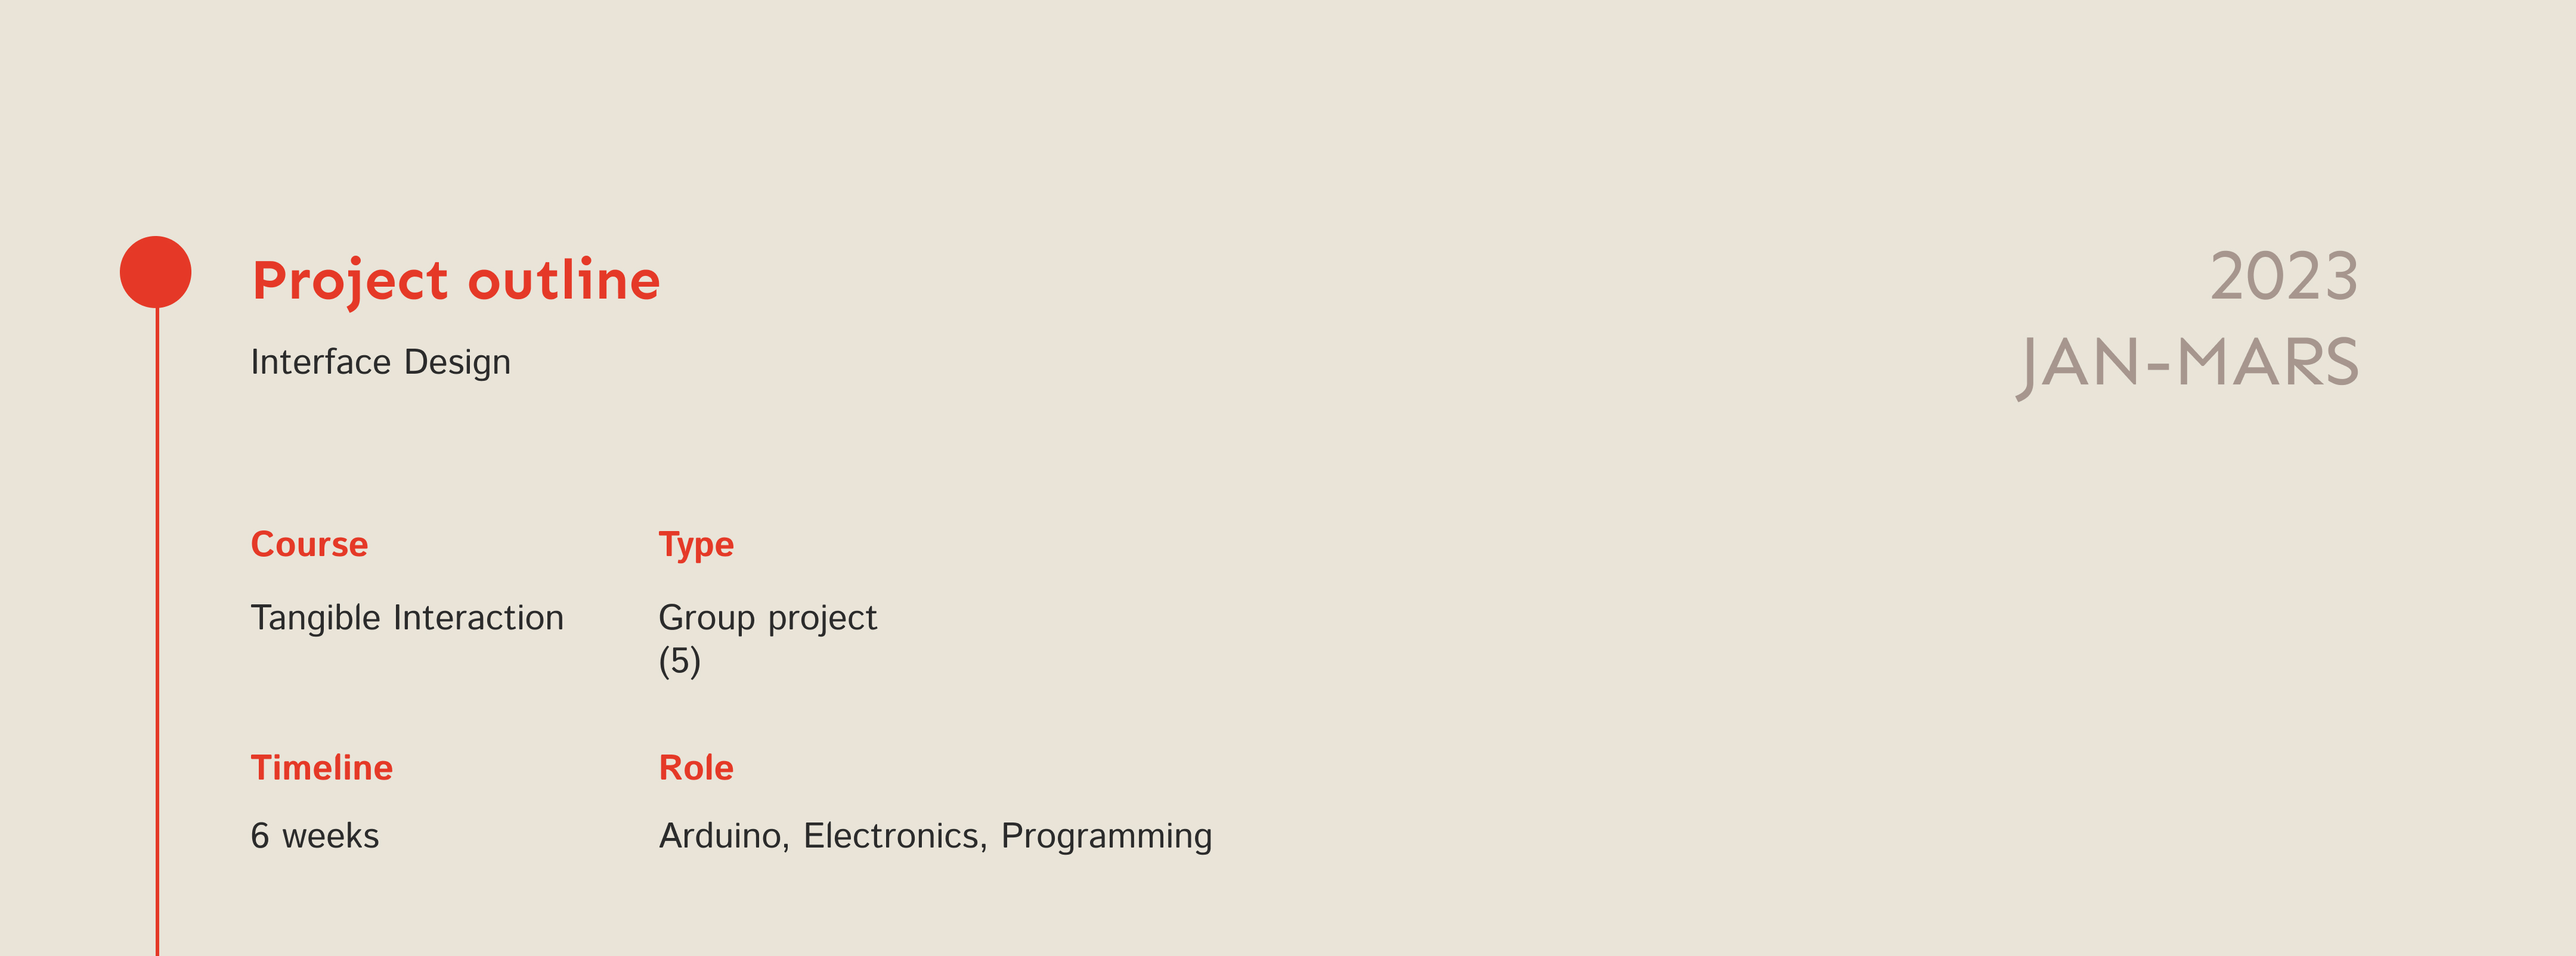 Project outline
2023
Interface Design
JAN-MARS
Course
Type
Tangible Interaction
Group project
(5)
Timeline
Role
6 weeks
Arduino, Electronics, Programming